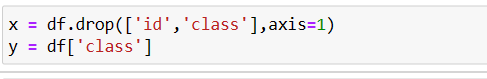 x = df.drop(['id','class'],axis=1)
y = df['class']